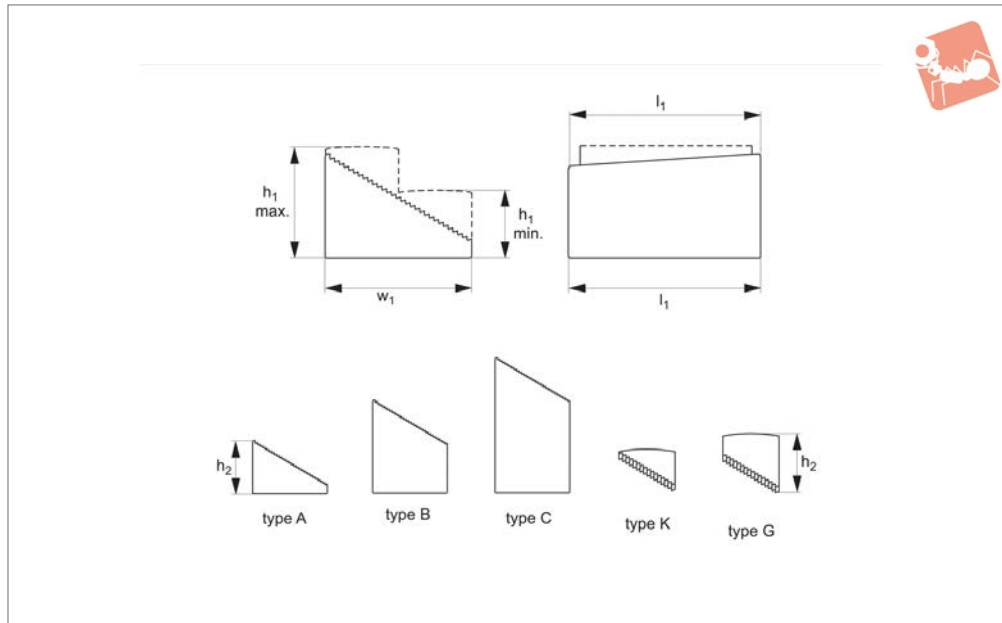 l1
h1
max.
h1
min.
w1
l1
h2
type A
type B
type C
type K
h2
type G